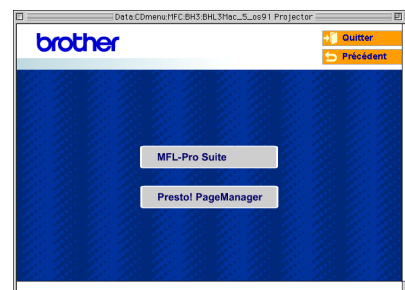 Data:CDmenu:MFC:BH3:BHL3Mac_5_os91 Projector
brother
Quitter
Précédent
MFL-Pro Suite
Presto! PageManager